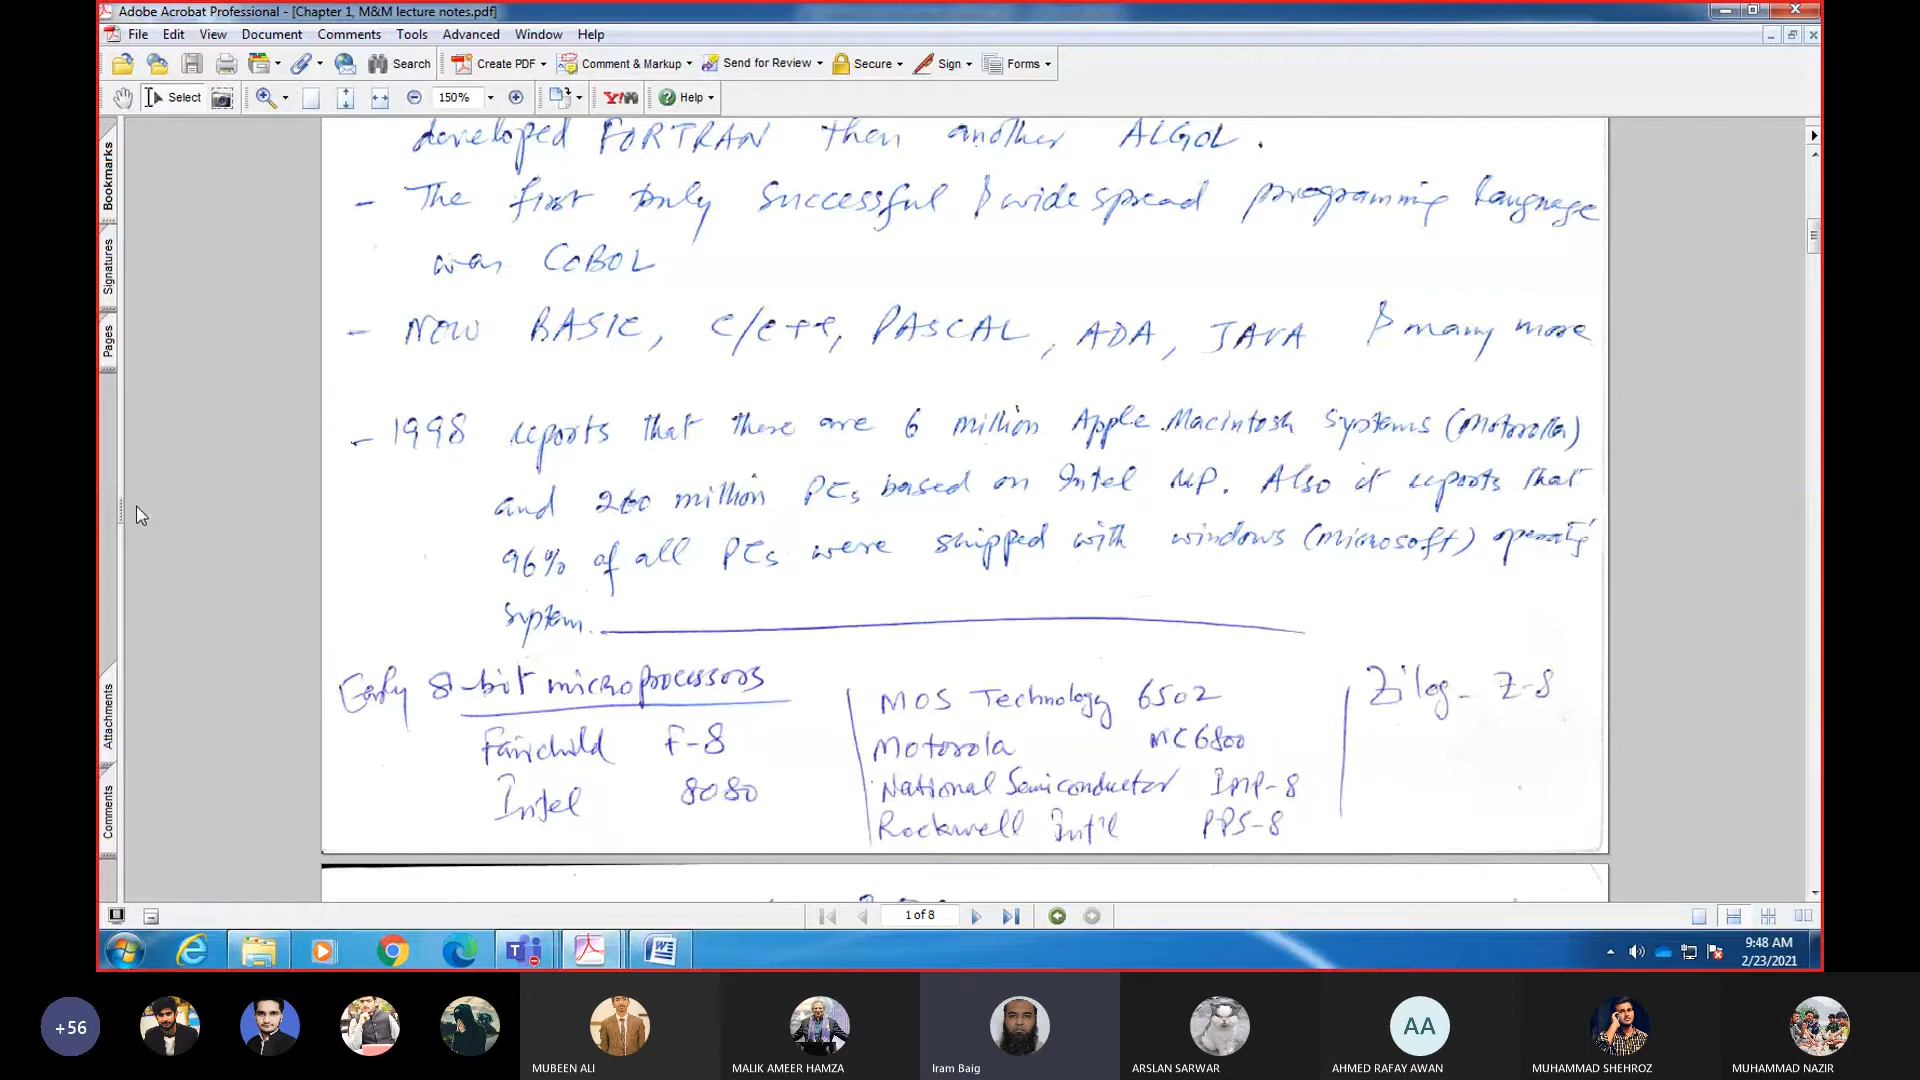 Adobe Acrobat Professional - [Chapter 1, M&M lecture notes.pdf]
File Edit View Document Comments Tools Advanced Window Help
Search Create PDF Comment & Markup Send for Review Secure Sign Forms
Select 150% Y! Help
Bookmarks
Signatures
Pages
Attachments
Comments
developed FORTRAN then another ALGOL.
- The first truly successful & wide spread programming language
was COBOL
- Now BASIC, C/C++, PASCAL, ADA, JAVA & many more
- 1998 reports that there are 6 million Apple Macintosh systems (Motorola)
and 260 million PCs based on Intel MP. Also it reports that
96% of all PCs were shipped with windows (Microsoft)
system.
Early 8-bit microprocessors
Fairchild F-8
Intel 8080
MOS Technology 6502
Motorola MC6800
National Semiconductor IMP-8
Rockwell Int'l PPS-8
Zilog - Z-8
1 of 8
9:48 AM
2/23/2021
+56
AA
MUBEEN ALI
MALIK AMEER HAMZA
Iram Baig
ARSLAN SARWAR
AHMED RAFAY AWAN
MUHAMMAD SHEHROZ
MUHAMMAD NAZIR